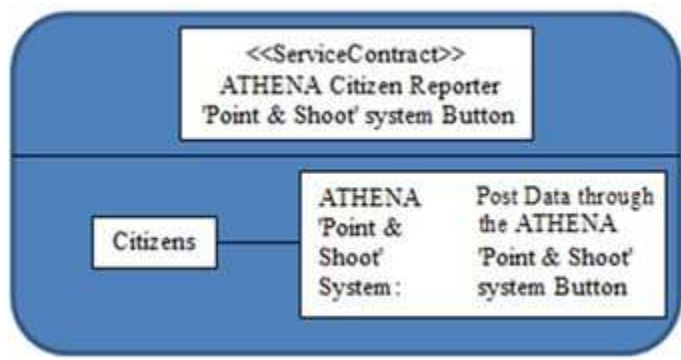 <<ServiceContract>>
ATHENA Citizen Reporter
'Point & Shoot' system Button
Citizens
ATHENA
'Point &
Shoot'
System:
Post Data through
the ATHENA
'Point & Shoot'
system Button